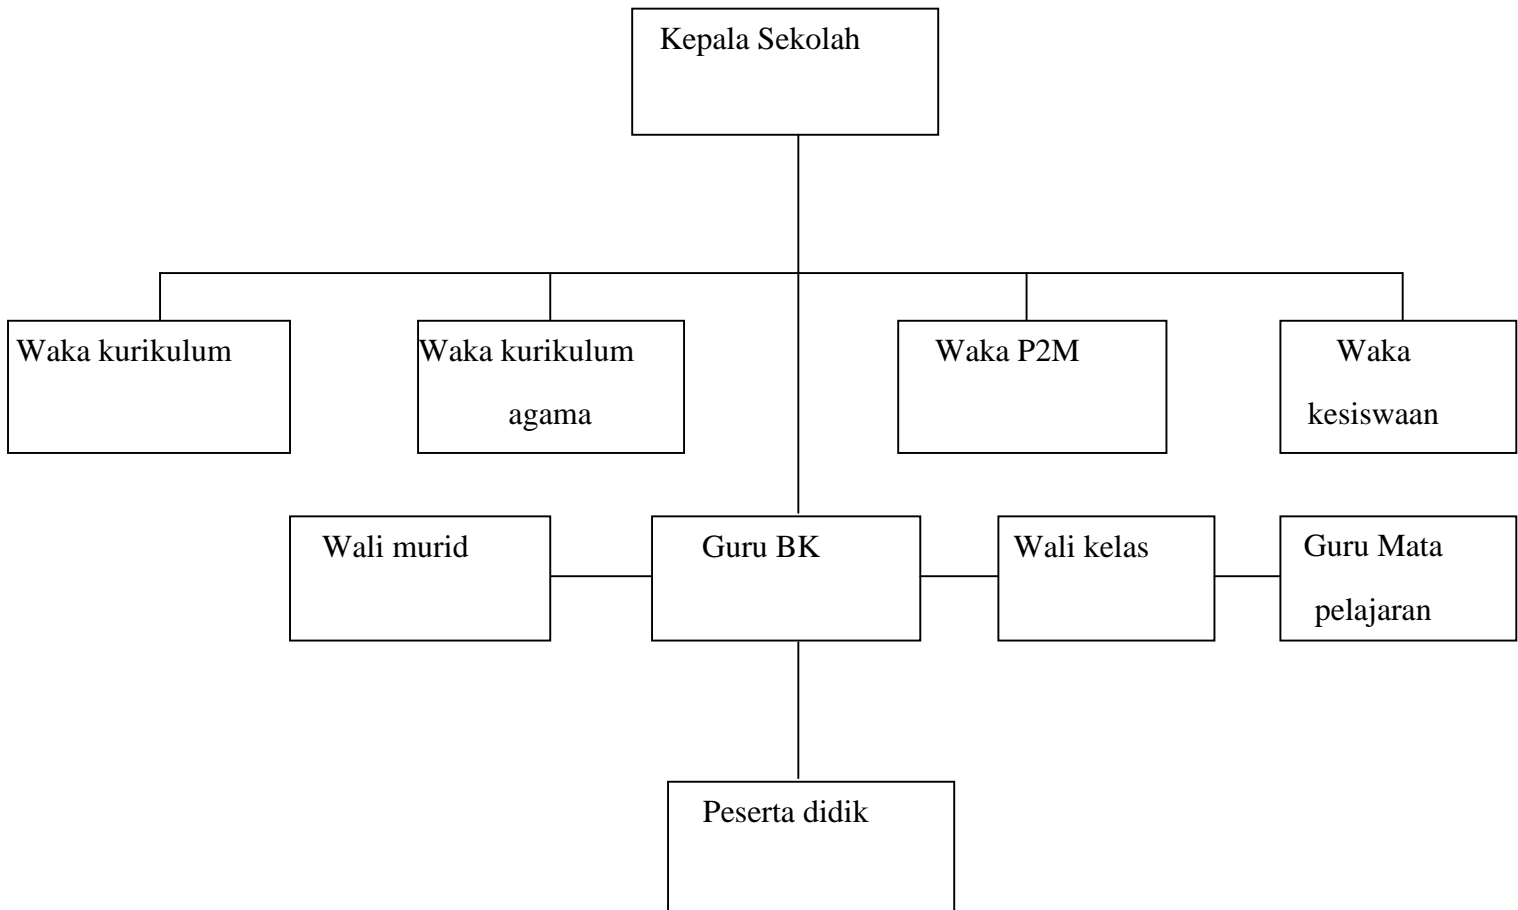 Kepala Sekolah
Waka kurikulum
Waka kurikulum
agama
Waka P2M
Waka
kesiswaan
Wali murid
Guru BK
Wali kelas
Guru Mata
pelajaran
Peserta didik